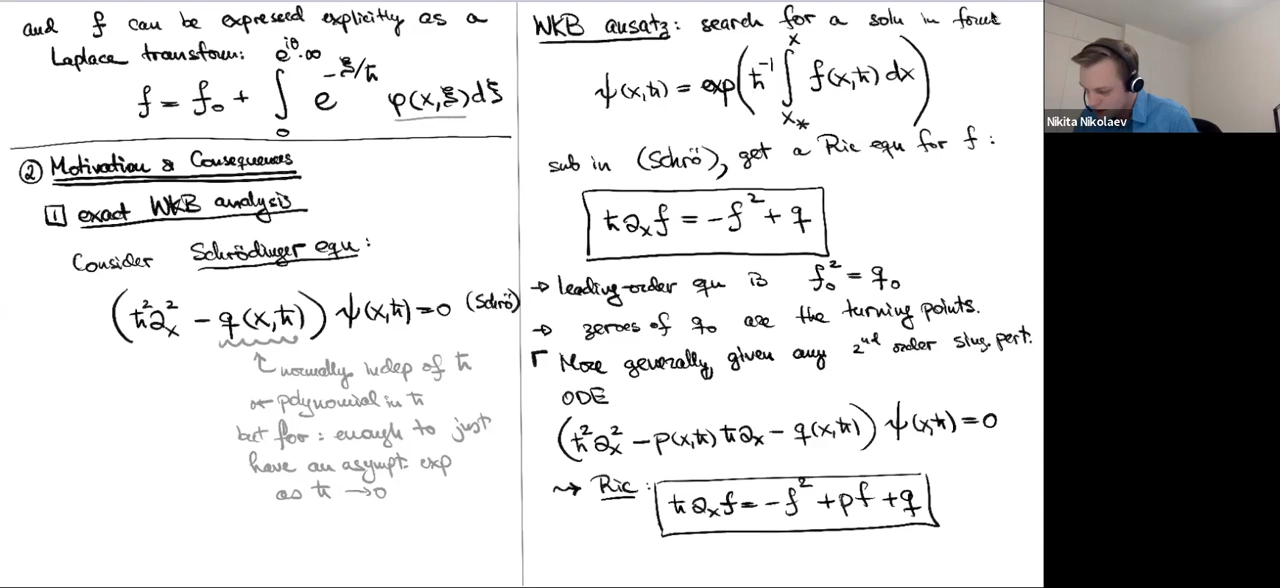 and f can be expressed explicitly as a
Laplace transform:
f = f₀ + ∫₀^{e^{iθ}·∞} e^{-ξ/ħ} φ(x,ξ)dξ
② Motivation & Consequences
1 exact WKB analysis
Consider Schrödinger equ:
(ħ²∂ₓ² − q(x,ħ)) ψ(x,ħ) = 0 (Schrö)
normally indep of ħ
or polynomial in ħ
but for : enough to just
have an asympt. exp
as ħ → 0
WKB ansatz: search for a solu in form
ψ(x,ħ) = exp(ħ⁻¹ ∫_{x_*}^{x} f(x,ħ) dx)
sub in (Schrö), get a Ric equ for f:
ħ∂ₓf = −f² + q
→ leading-order equ is f₀² = q₀
→ zeroes of q₀ are the turning points.
More generally, given any 2nd order sing. pert.
ODE
(ħ²∂ₓ² − p(x,ħ)ħ∂ₓ − q(x,ħ)) ψ(x,ħ) = 0
⇝ Ric: ħ∂ₓf = −f² + pf + q
Nikita Nikolaev